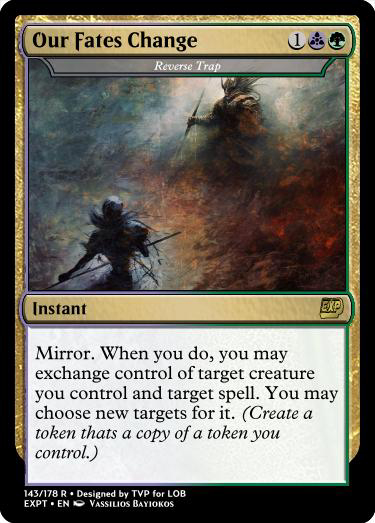 Our Fates Change 1
Reverse Trap
Instant
EXP
Mirror. When you do, you may
exchange control of target creature
you control and target spell. You may
choose new targets for it. (Create a
token thats a copy of a token you
control.)
143/178 R • Designed by TVP for LOB
EXPT • EN Vassilios Bayiokos